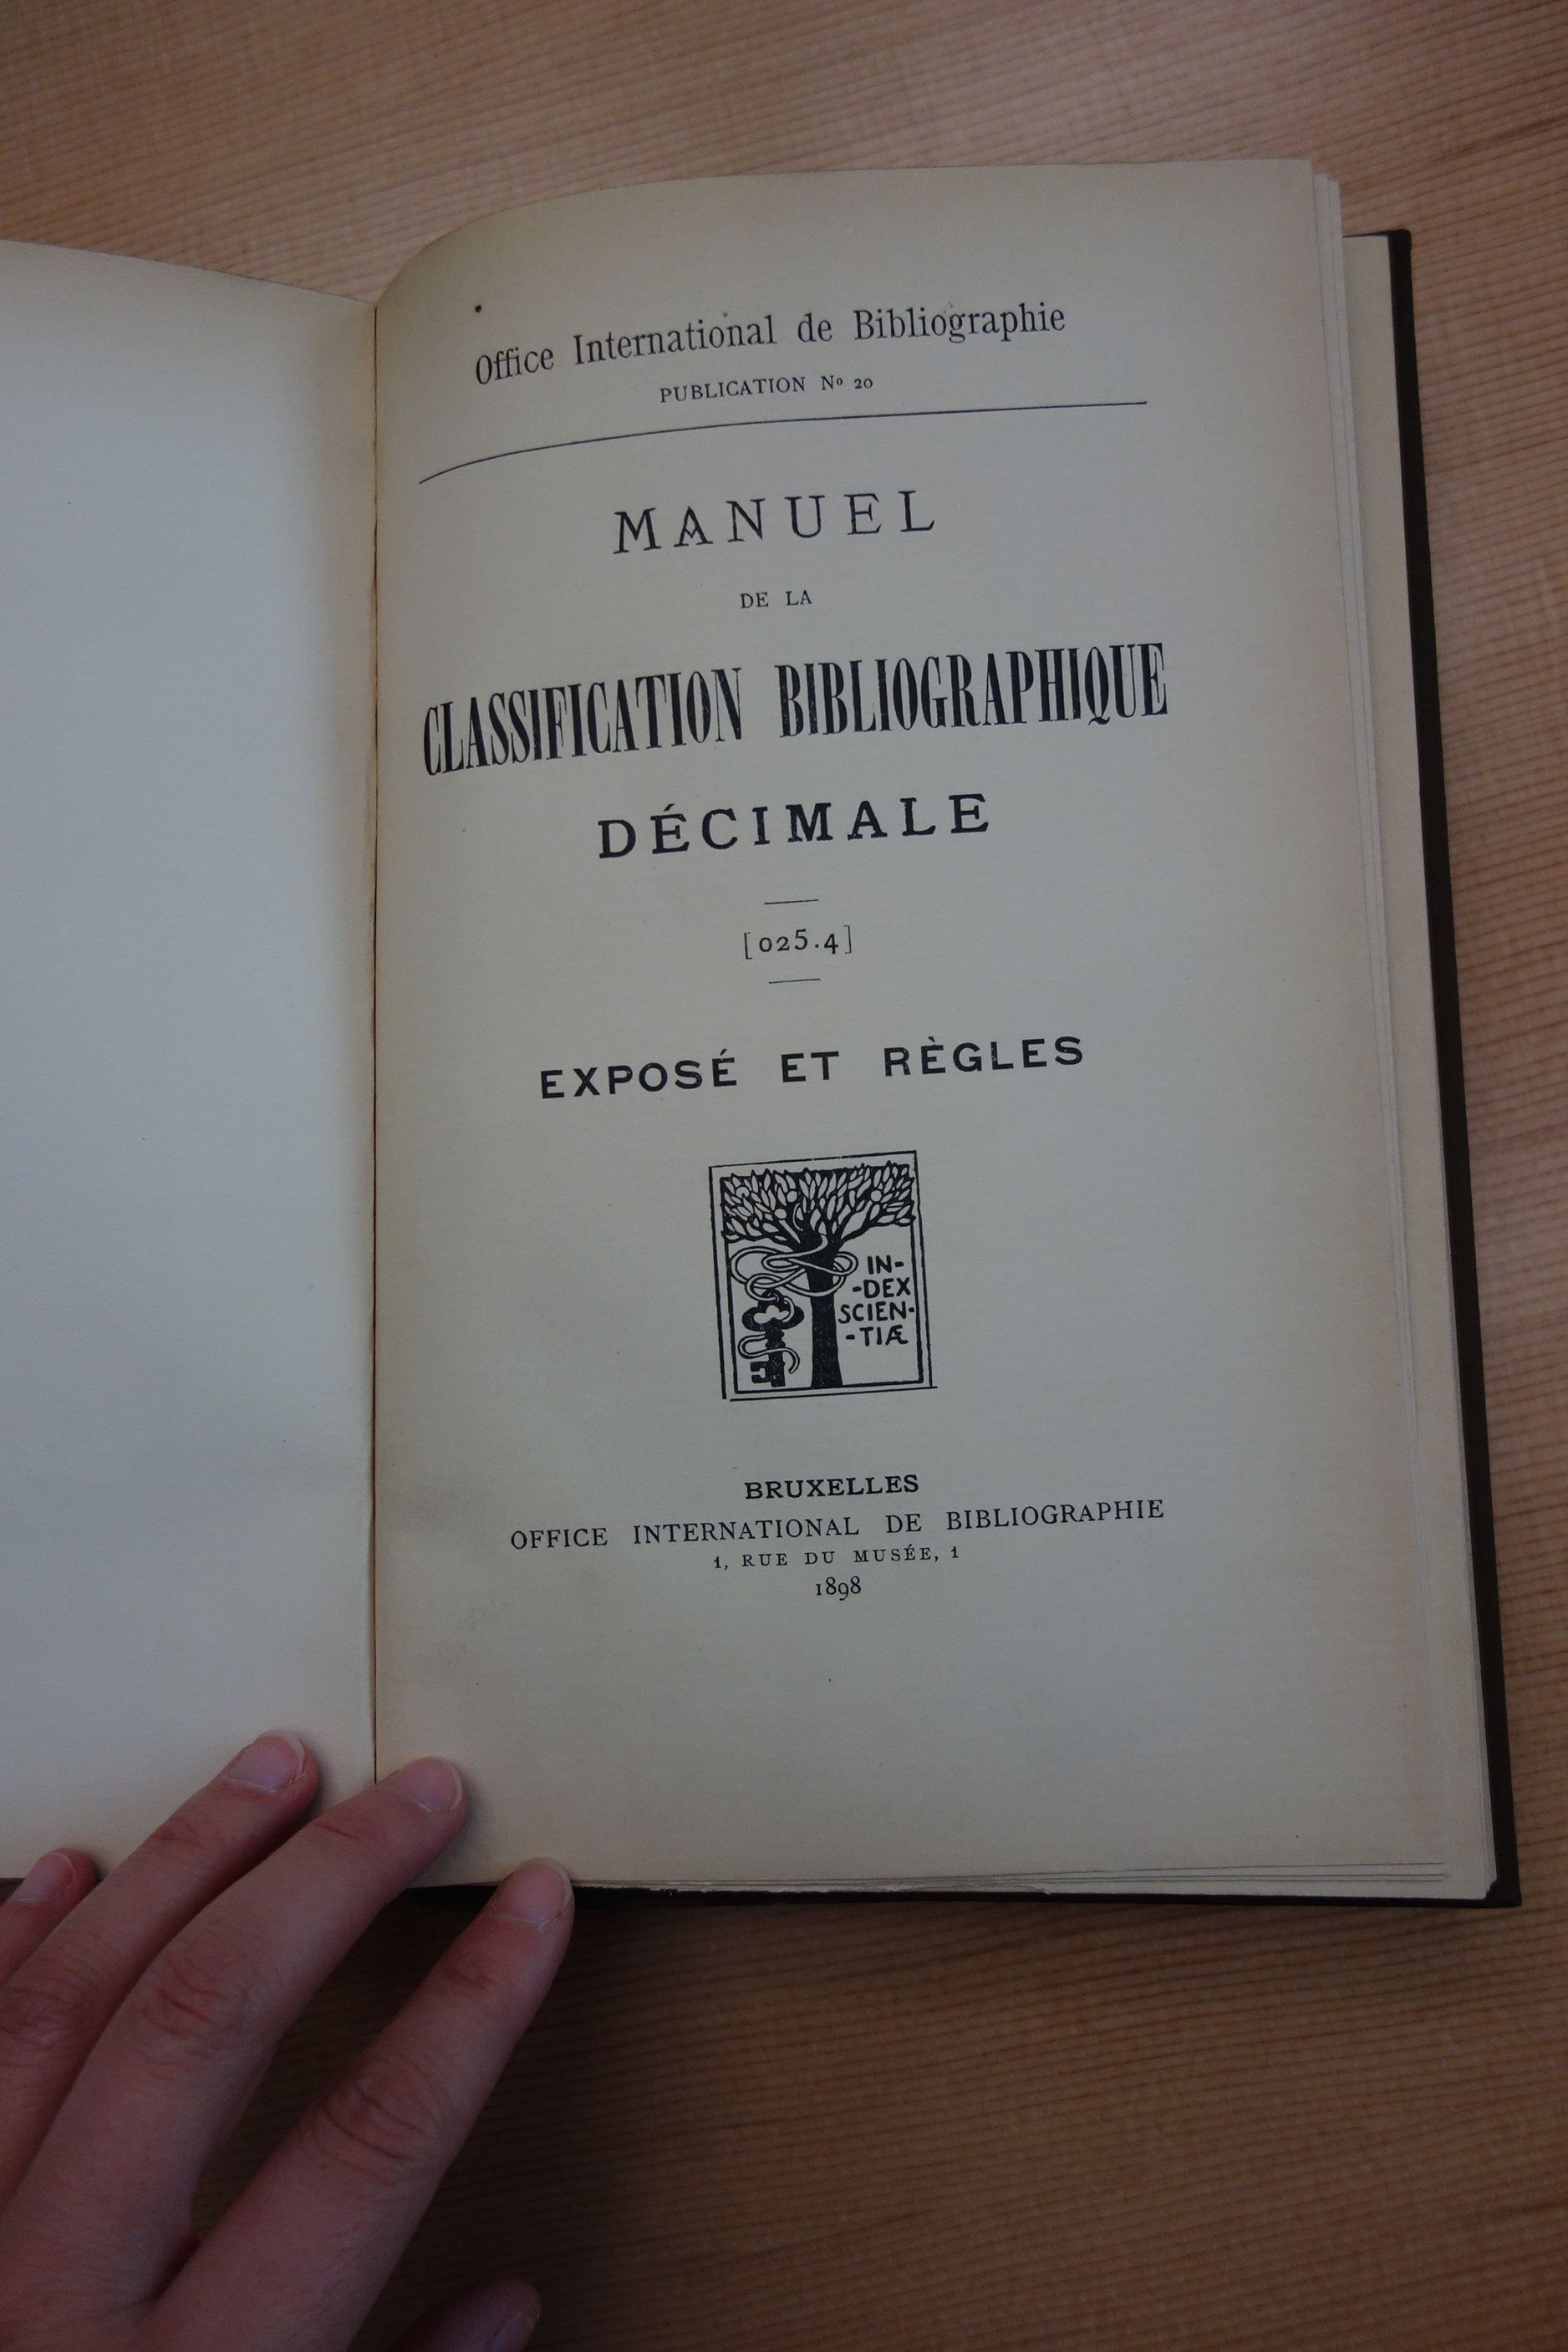 Office International de Bibliographie
PUBLICATION Nº 20
MANUEL
DE LA
CLASSIFICATION BIBLIOGRAPHIQUE
DÉCIMALE
[025.4]
EXPOSÉ ET RÈGLES
IN-
-DEX
SCIEN-
-TIÆ
BRUXELLES
OFFICE INTERNATIONAL DE BIBLIOGRAPHIE
1, RUE DU MUSÉE, 1
1898